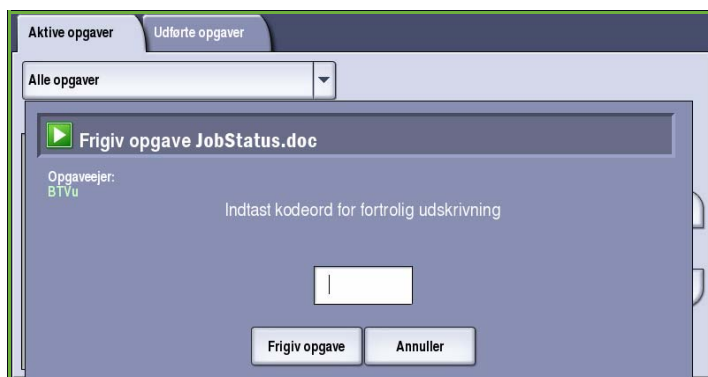 Aktive opgaver
Udførte opgaver
Alle opgaver
Frigiv opgave JobStatus.doc
Opgaveejer:
BTVu
Indtast kodeord for fortrolig udskrivning
Frigiv opgave
Annuller